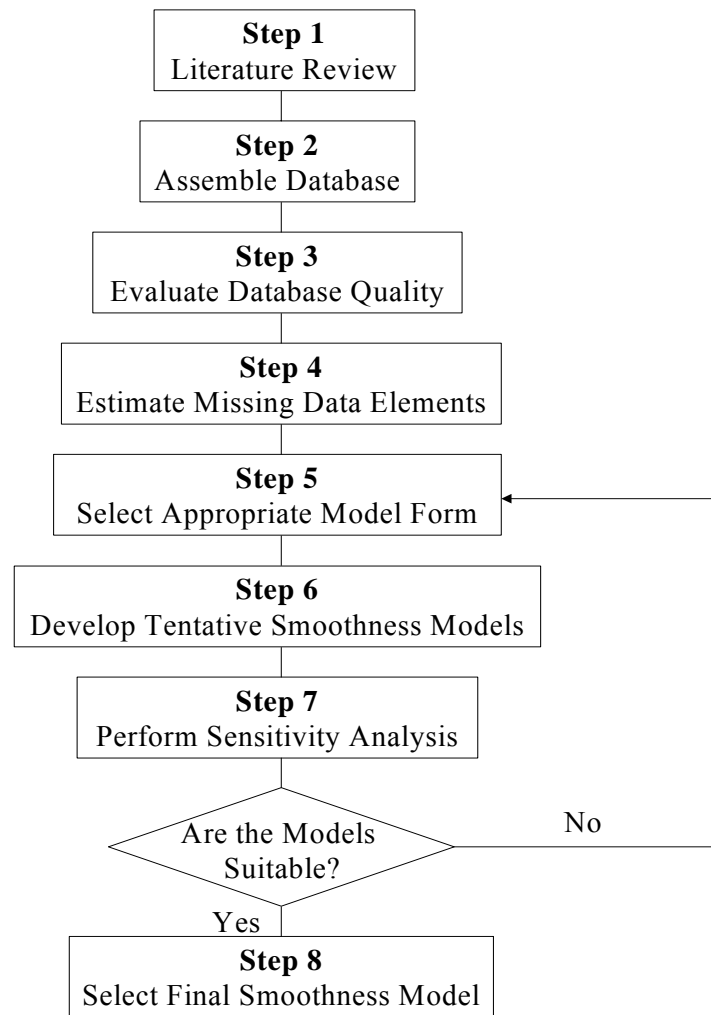 Step 1
Literature Review
Step 2
Assemble Database
Step 3
Evaluate Database Quality
Step 4
Estimate Missing Data Elements
Step 5
Select Appropriate Model Form
Step 6
Develop Tentative Smoothness Models
Step 7
Perform Sensitivity Analysis
Are the Models
Suitable?
No
Yes
Step 8
Select Final Smoothness Model